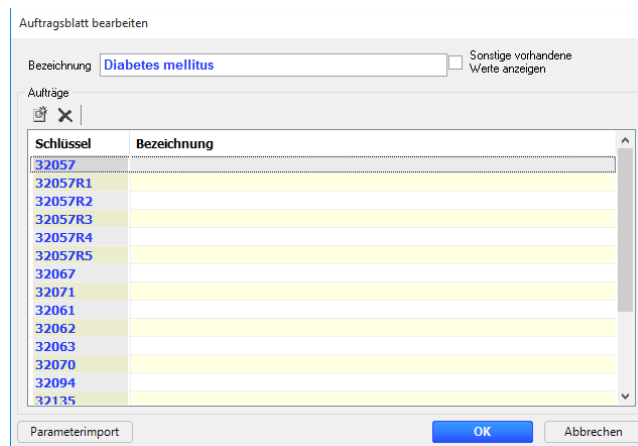 Auftragsblatt bearbeiten
Bezeichnung Diabetes mellitus Sonstige vorhandene
Werte anzeigen
Aufträge
Schlüssel Bezeichnung
32057
32057R1
32057R2
32057R3
32057R4
32057R5
32067
32071
32061
32062
32063
32070
32094
32135
Parameterimport OK Abbrechen